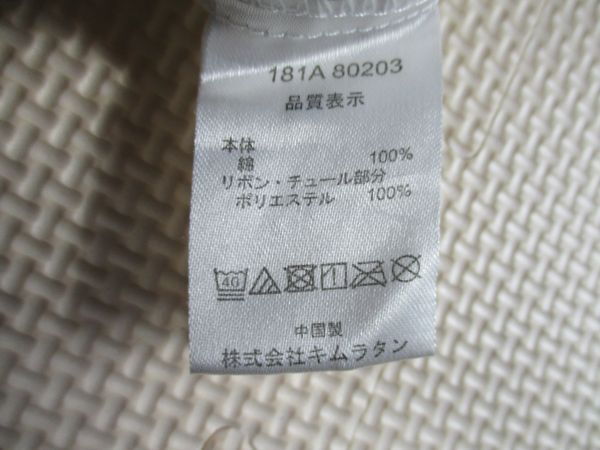 181A 80203
品質表示
本体
綿 100%
リボン・チュール部分
ポリエステル 100%
40
中国製
株式会社キムラタン